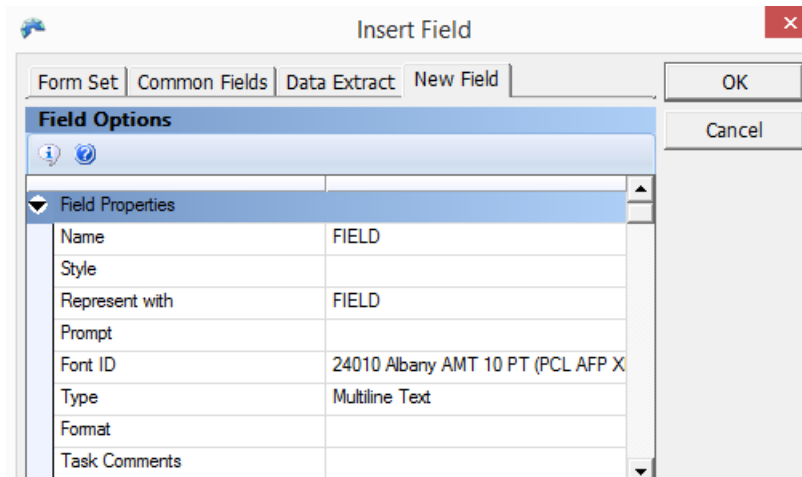 Insert Field
Form Set Common Fields Data Extract New Field
OK
Field Options
Cancel
Field Properties
Name FIELD
Style
Represent with FIELD
Prompt
Font ID 24010 Albany AMT 10 PT (PCL AFP X
Type Multiline Text
Format
Task Comments